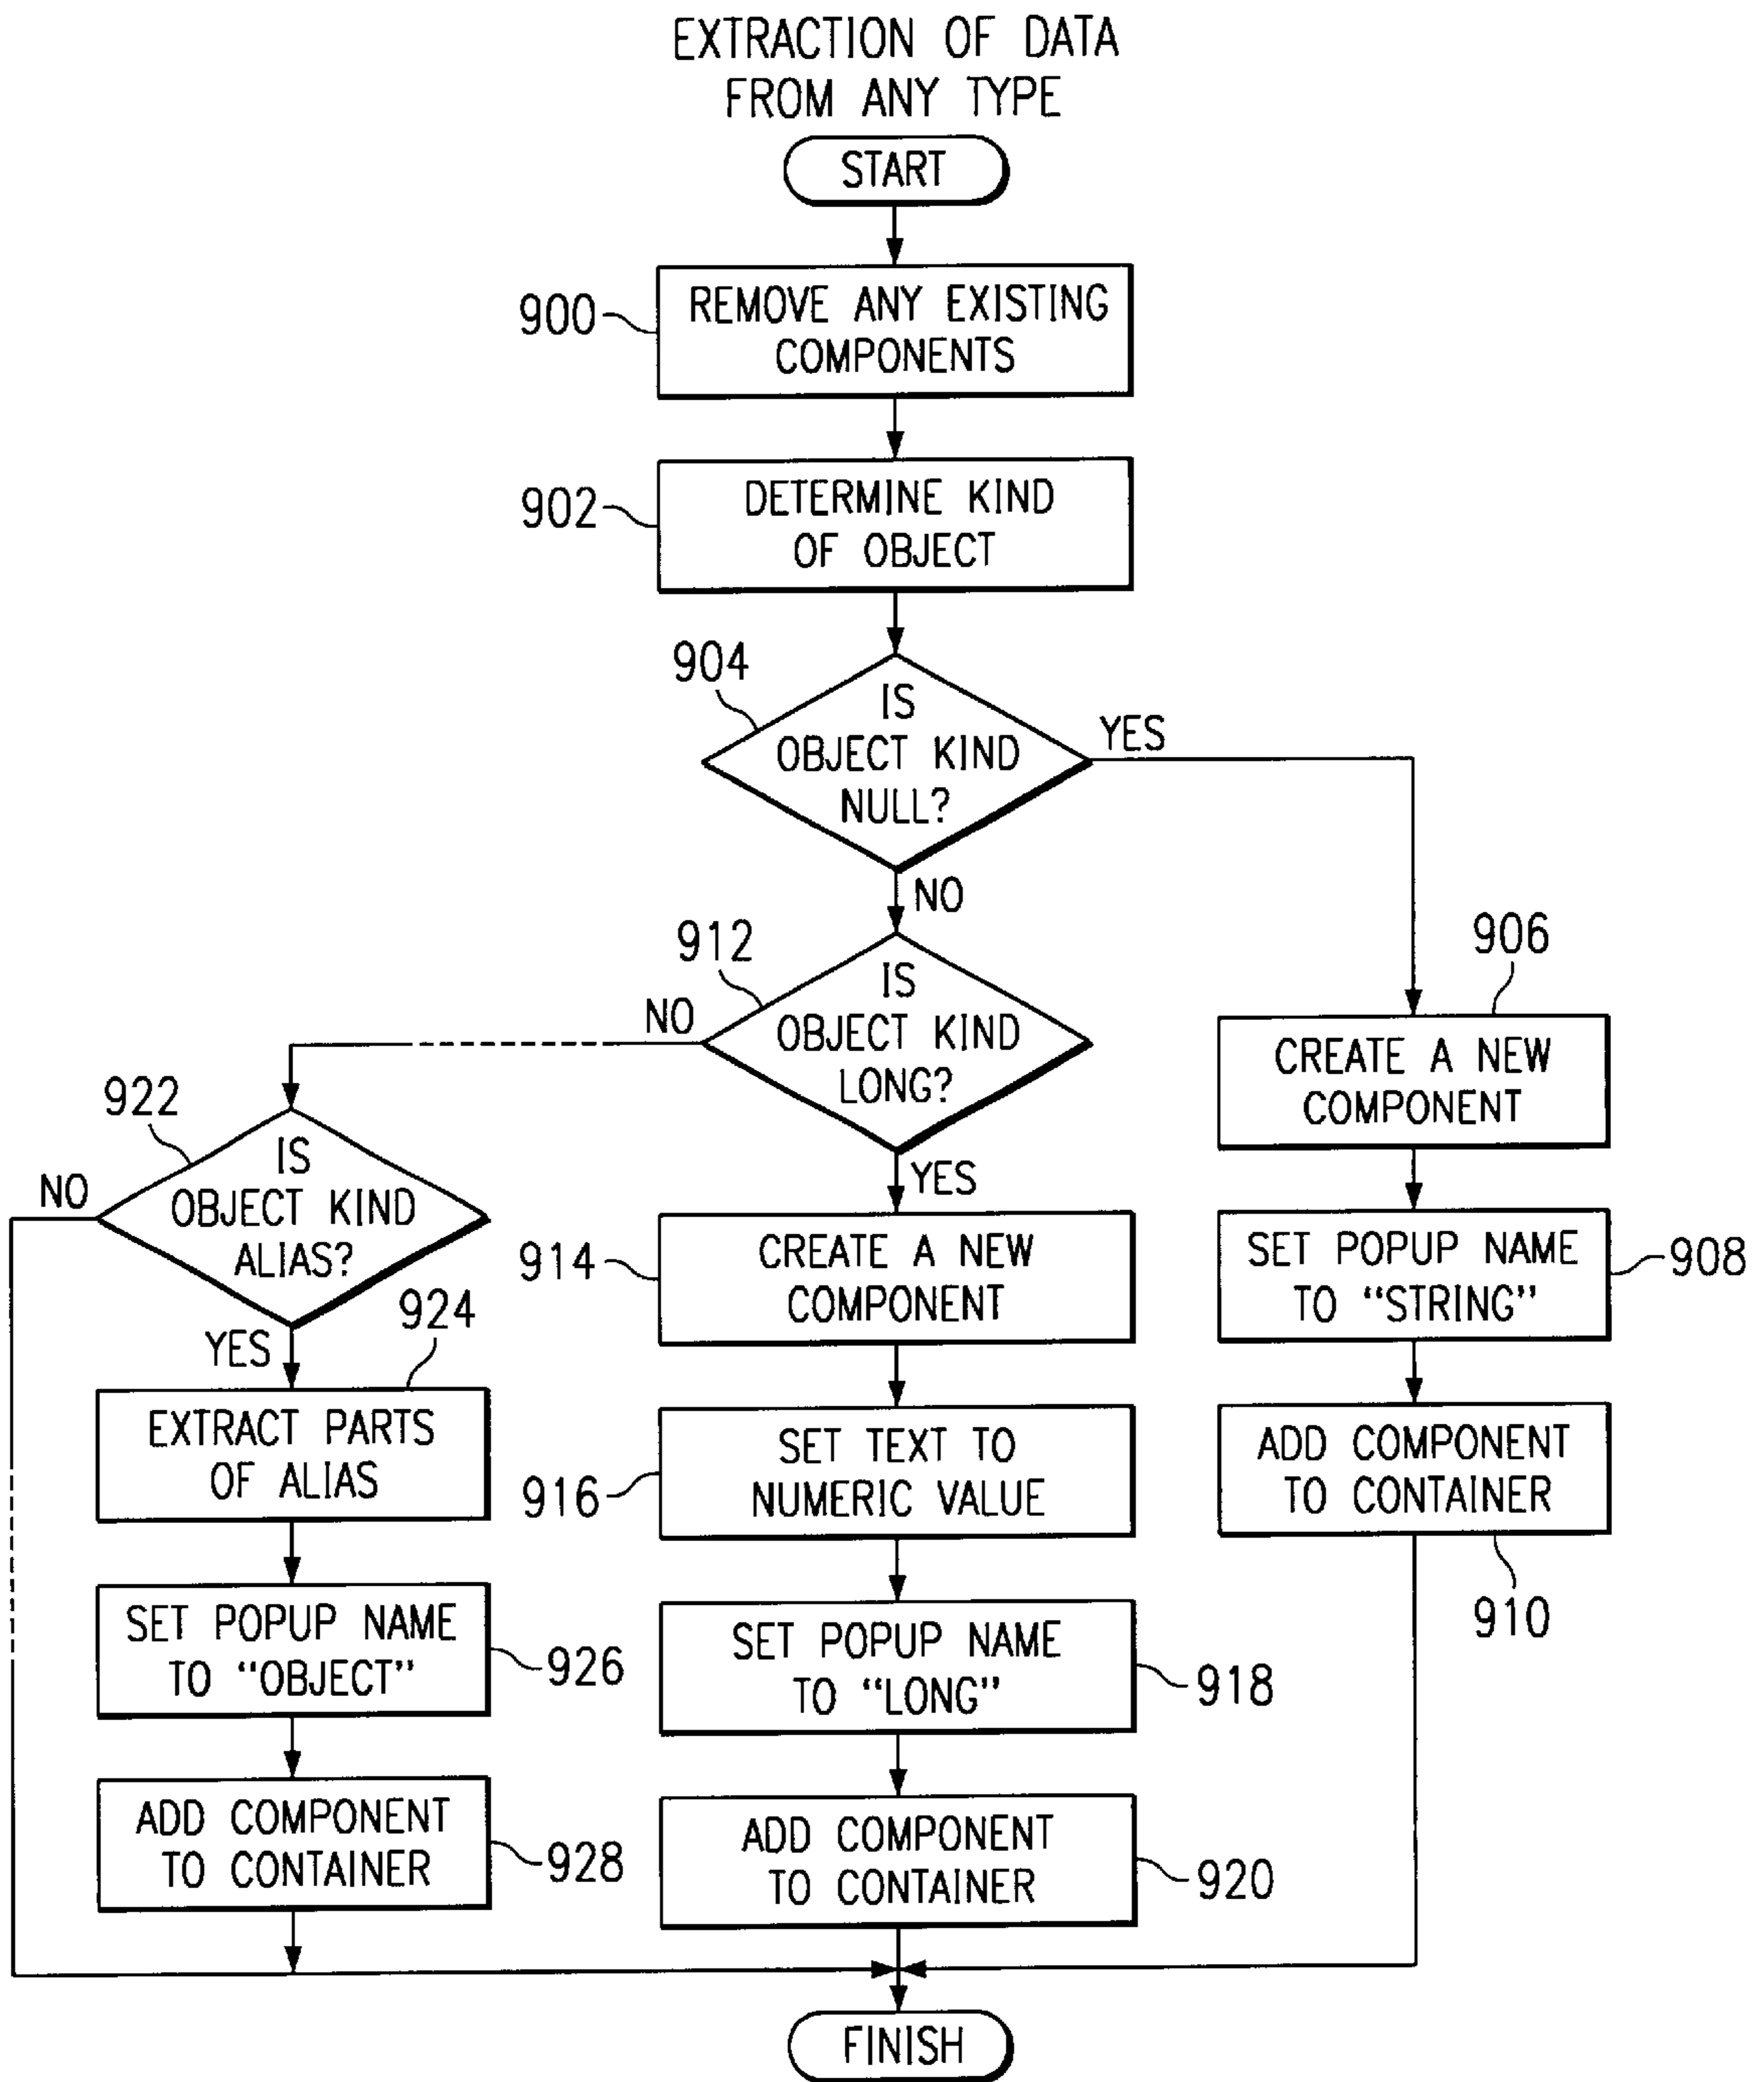 EXTRACTION OF DATA
FROM ANY TYPE
START
900
REMOVE ANY EXISTING
COMPONENTS
902
DETERMINE KIND
OF OBJECT
904
IS
OBJECT KIND
NULL?
YES
NO
906
CREATE A NEW
COMPONENT
SET POPUP NAME
TO “STRING”
908
ADD COMPONENT
TO CONTAINER
910
912
IS
OBJECT KIND
LONG?
NO
YES
914
CREATE A NEW
COMPONENT
916
SET TEXT TO
NUMERIC VALUE
SET POPUP NAME
TO “LONG”
918
ADD COMPONENT
TO CONTAINER
920
922
IS
OBJECT KIND
ALIAS?
NO
YES
924
EXTRACT PARTS
OF ALIAS
SET POPUP NAME
TO “OBJECT”
926
ADD COMPONENT
TO CONTAINER
928
FINISH